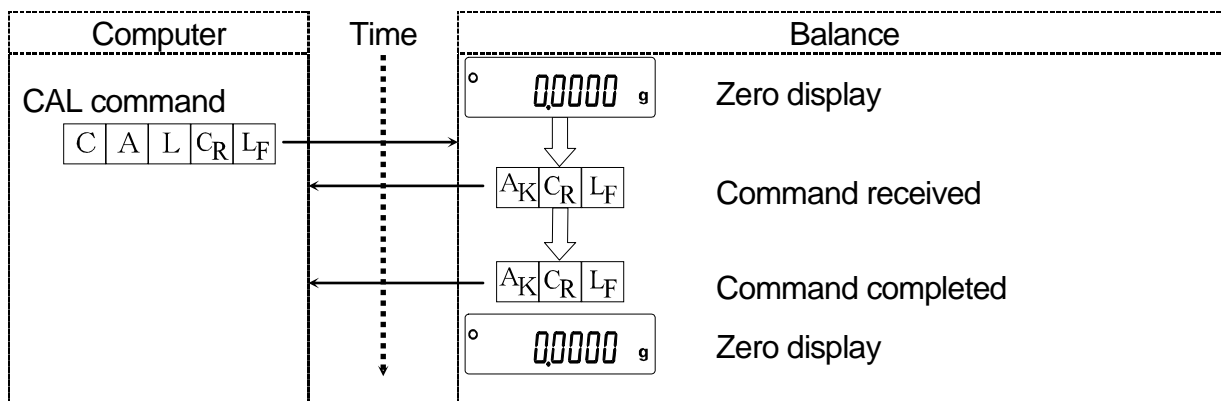 Computer Time Balance
0.0000 g Zero display
CAL command
C A L CR LF
AK CR LF Command received
AK CR LF Command completed
0.0000 g Zero display